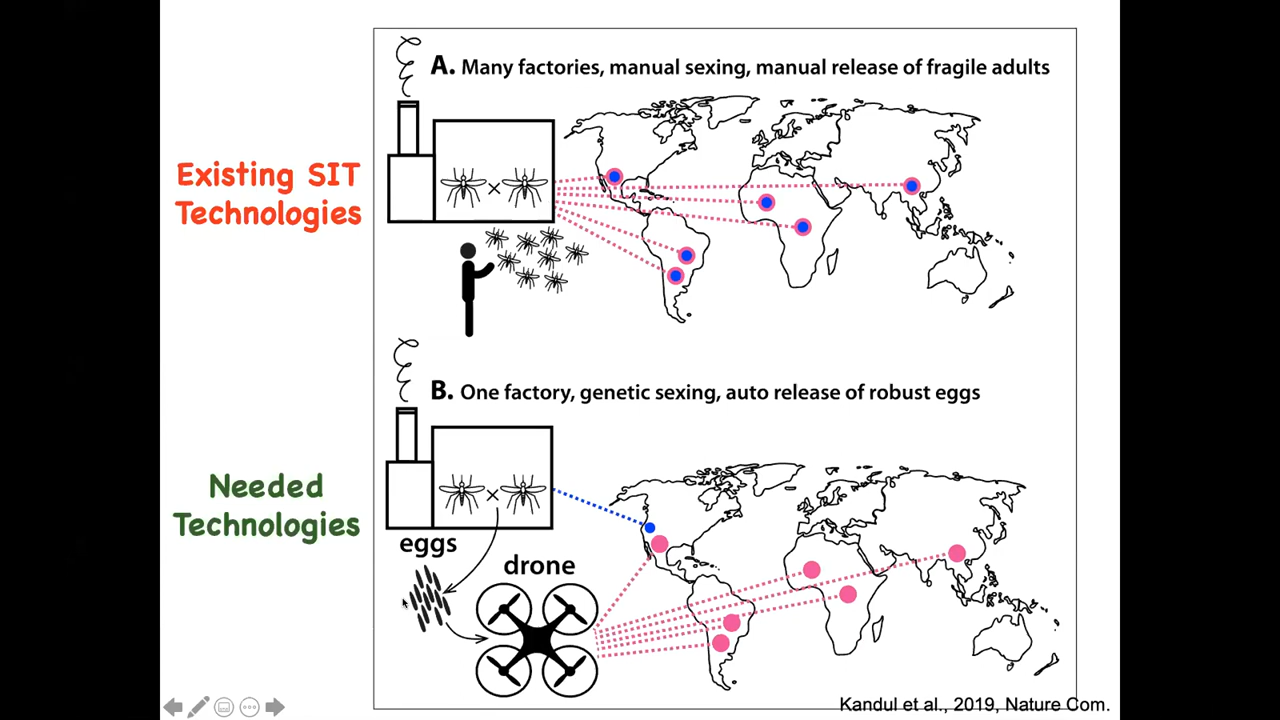 A. Many factories, manual sexing, manual release of fragile adults
Existing SIT
Technologies
×
B. One factory, genetic sexing, auto release of robust eggs
Needed
Technologies
×
eggs
drone
Kandul et al., 2019, Nature Com.